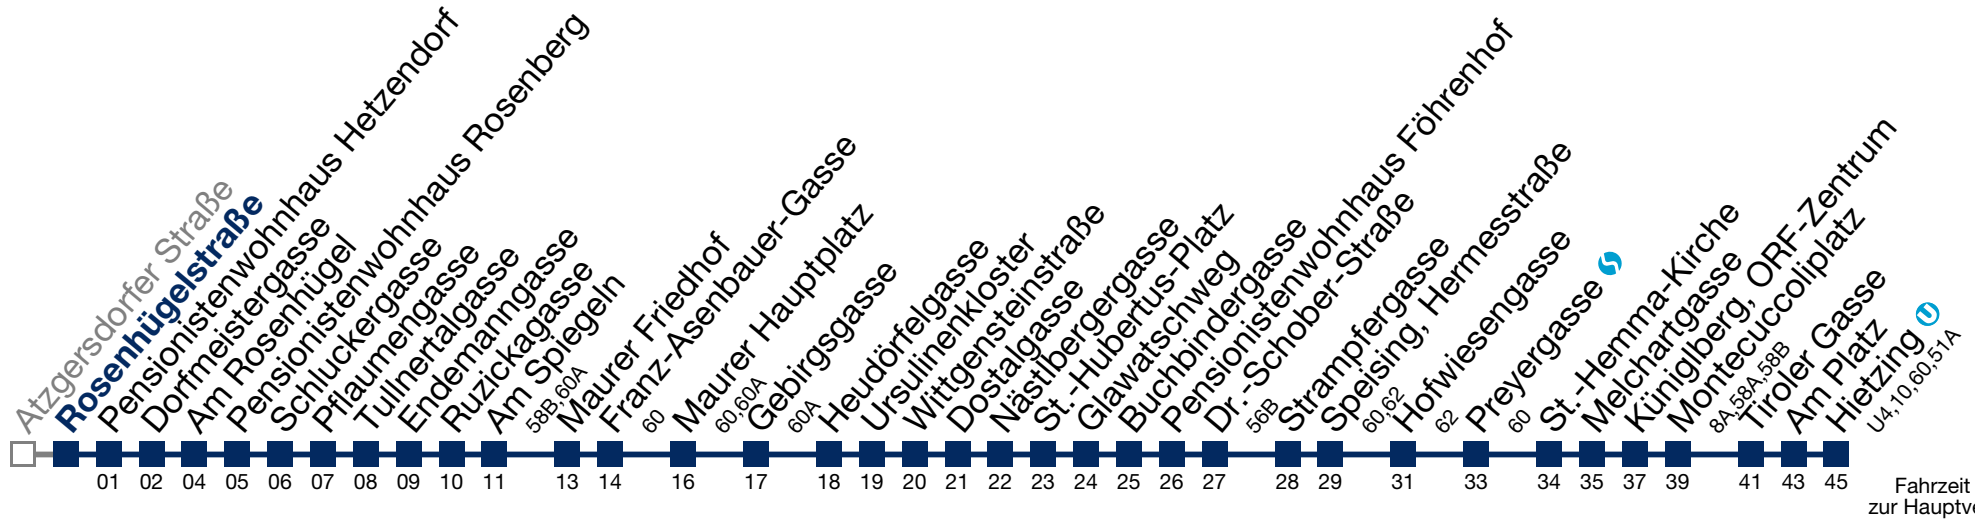 Atzgersdorfer Straße
Rosenhügelstraße
Pensionistenwohnhaus Hetzendorf
Dorfmeistergasse
Am Rosenhügel
Pensionistenwohnhaus Rosenberg
Schluckergasse
Pflaumengasse
Tullnertalgasse
Endemanngasse
Ruzickagasse
Am Spiegeln
58B,60A
Maurer Friedhof
Franz-Asenbauer-Gasse
60
Maurer Hauptplatz
60,60A
Gebirgsgasse
60A
Heudörfelgasse
Ursulinenkloster
Wittgensteinstraße
Dostalgasse
Nästlbergergasse
St.-Hubertus-Platz
Glawatschweg
Buchbindergasse
Pensionistenwohnhaus Föhrenhof
Dr.-Schober-Straße
56B
Strampfergasse
Speising, Hermesstraße
60,62
Hofwiesengasse
62
Preyergasse
60
St.-Hemma-Kirche
Melchartgasse
Küniglberg, ORF-Zentrum
Montecuccoliplatz
8A,58A,58B
Tiroler Gasse
Am Platz
Hietzing U
U4,10,60,51A
01 02 04 05 06 07 08 09 10 11 13 14 16 17 18 19 20 21 22 23 24 25 26 27 28 29 31 33 34 35 37 39 41 43 45
Fahrzeit